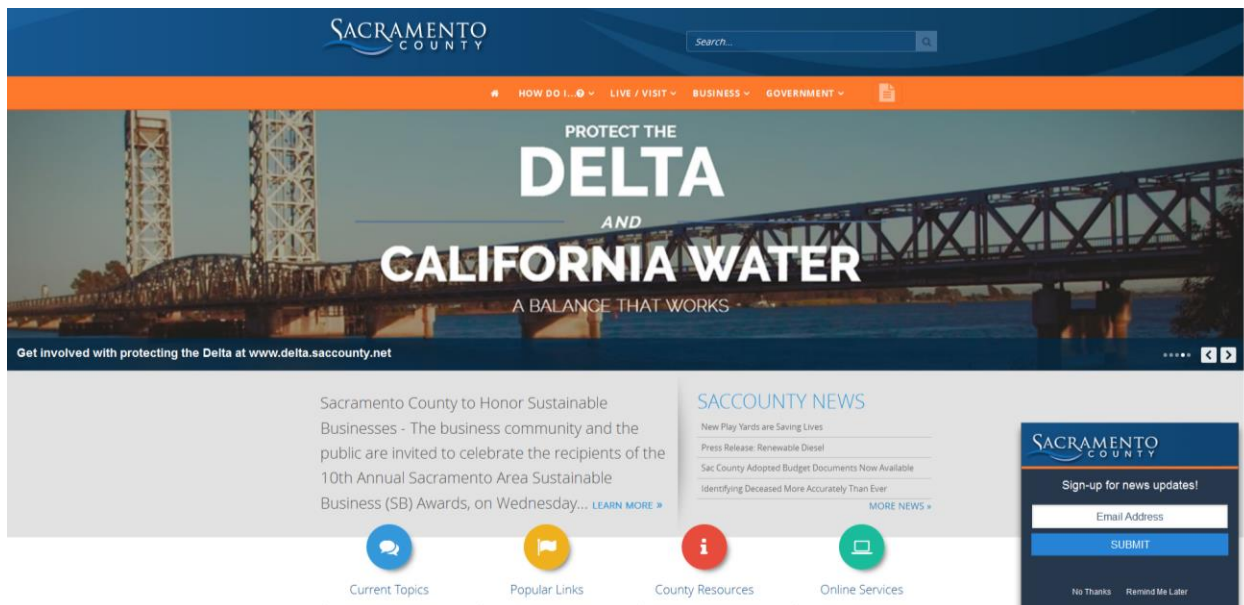 SACRAMENTO
COUNTY
Search...
HOW DO I... LIVE / VISIT BUSINESS GOVERNMENT
PROTECT THE
DELTA
AND
CALIFORNIA WATER
A BALANCE THAT WORKS
Get involved with protecting the Delta at www.delta.saccounty.net
Sacramento County to Honor Sustainable
Businesses - The business community and the
public are invited to celebrate the recipients of the
10th Annual Sacramento Area Sustainable
Business (SB) Awards, on Wednesday... LEARN MORE »
SACCOUNTY NEWS
New Play Yards are Saving Lives
Press Release: Renewable Diesel
Sac County Adopted Budget Documents Now Available
Identifying Deceased More Accurately Than Ever
MORE NEWS »
SACRAMENTO
COUNTY
Sign-up for news updates!
Email Address
SUBMIT
No Thanks Remind Me Later
Current Topics
Popular Links
County Resources
Online Services